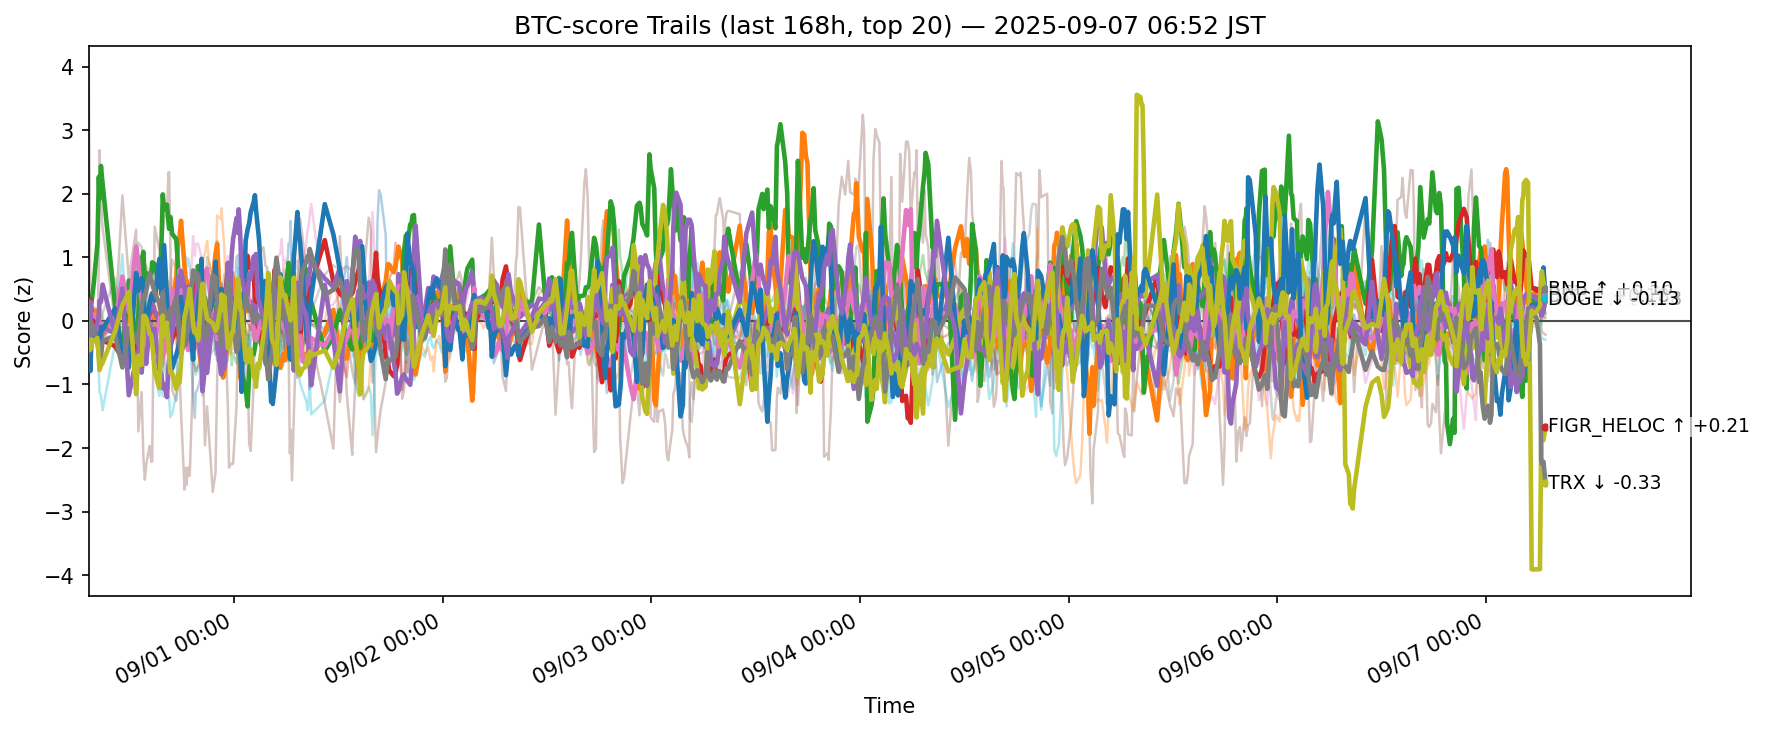 BTC-score Trails (last 168h, top 20) — 2025-09-07 06:52 JST
Score (z)
4
3
2
1
0
−1
−2
−3
−4
BNB ↑ +0.10
DOGE ↓ -0.13
FIGR_HELOC ↑ +0.21
TRX ↓ -0.33
09/01 00:00
09/02 00:00
09/03 00:00
09/04 00:00
09/05 00:00
09/06 00:00
09/07 00:00
Time